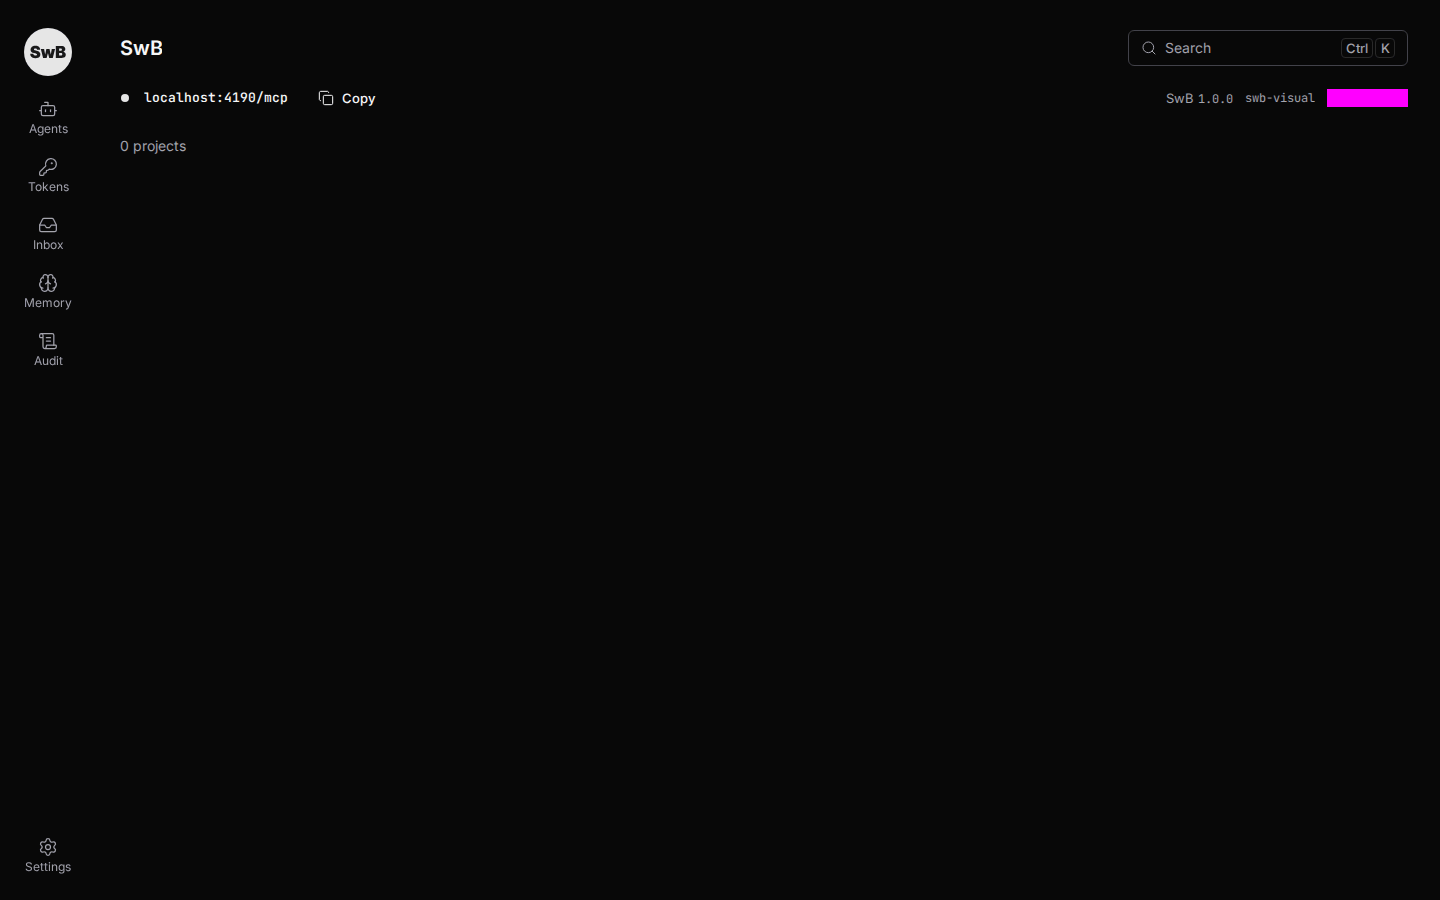 SwB
Agents
Tokens
Inbox
Memory
Audit
Settings
SwB
Search Ctrl K
localhost:4190/mcp Copy
SwB 1.0.0 swb-visual
0 projects